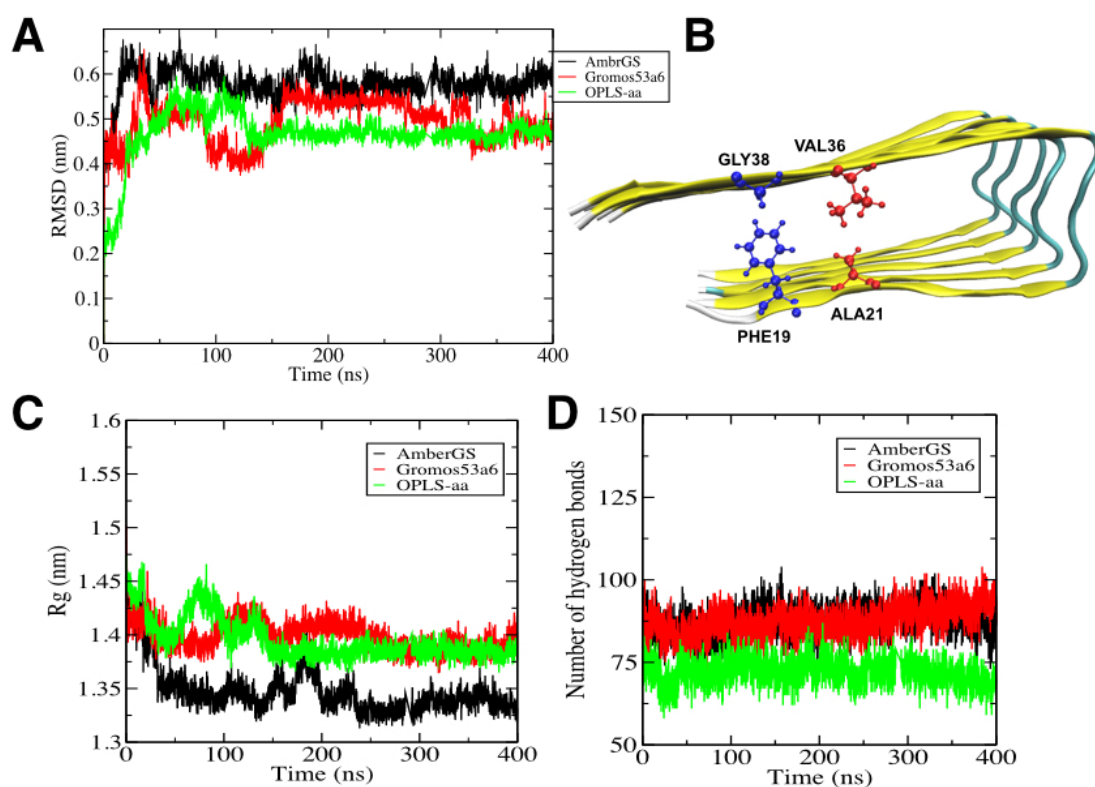 A
RMSD (nm)
0.6
0.5
0.4
0.3
0.2
0.1
0
0 100 200 300 400
Time (ns)
AmbrGS
Gromos53a6
OPLS-aa
B
GLY38
VAL36
PHE19
ALA21
C
Rg (nm)
1.6
1.55
1.5
1.45
1.4
1.35
1.3
0 100 200 300 400
Time (ns)
AmberGS
Gromos53a6
OPLS-aa
D
Number of hydrogen bonds
150
125
100
75
50
0 100 200 300 400
Time (ns)
AmberGS
Gromos53a6
OPLS-aa